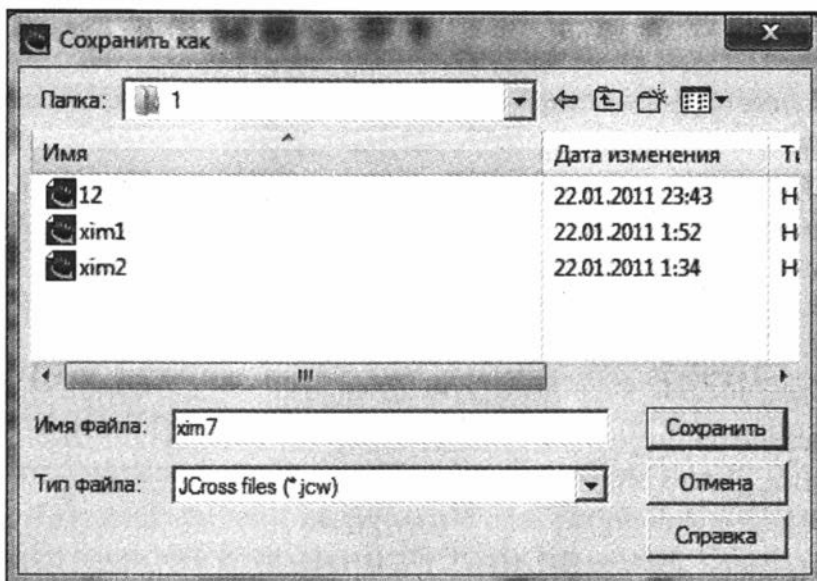 Сохранить как
Папка: 1
Имя Дата изменения
12 22.01.2011 23:43 Н
xim1 22.01.2011 1:52 Н
xim2 22.01.2011 1:34 Н
Имя файла: xim7 Сохранить
Тип файла: JCross files (*.jcw) Отмена
Справка